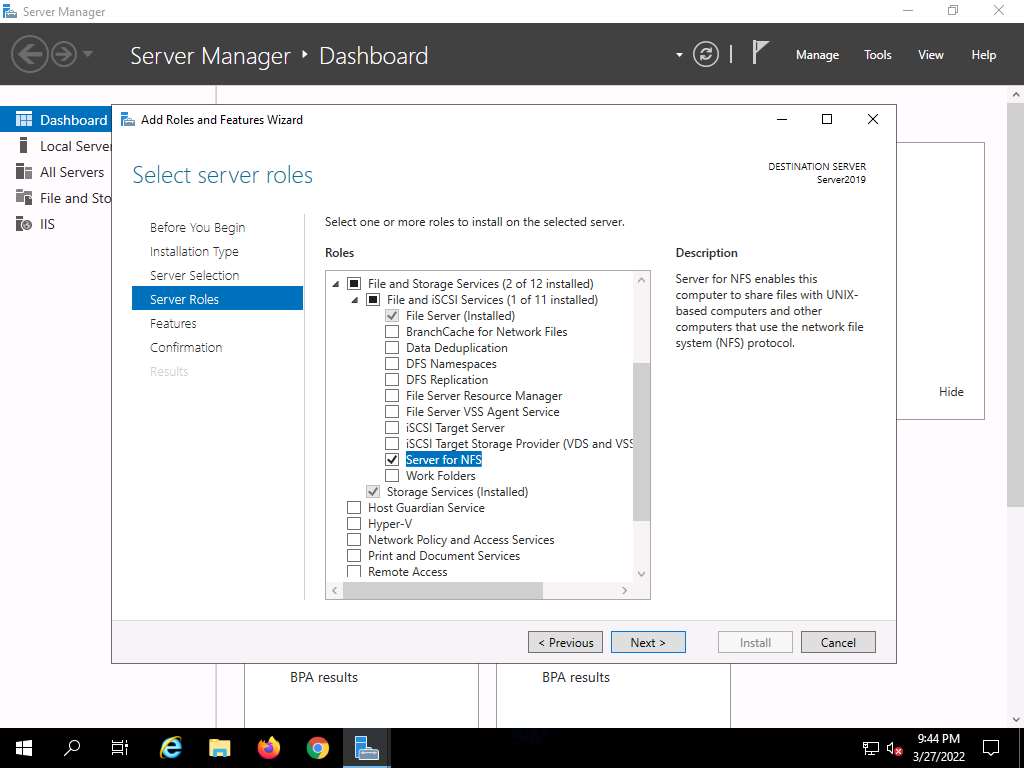 Server Manager
Server Manager • Dashboard
Manage
Tools
View
Help
Dashboard
Local Server
All Servers
File and Sto
IIS
Add Roles and Features Wizard
Select server roles
DESTINATION SERVER
Server2019
Before You Begin
Installation Type
Server Selection
Server Roles
Features
Confirmation
Results
Select one or more roles to install on the selected server.
Roles
File and Storage Services (2 of 12 installed)
File and iSCSI Services (1 of 11 installed)
File Server (Installed)
BranchCache for Network Files
Data Deduplication
DFS Namespaces
DFS Replication
File Server Resource Manager
File Server VSS Agent Service
iSCSI Target Server
iSCSI Target Storage Provider (VDS and VSS
Server for NFS
Work Folders
Storage Services (Installed)
Host Guardian Service
Hyper-V
Network Policy and Access Services
Print and Document Services
Remote Access
Description
Server for NFS enables this
computer to share files with UNIX-
based computers and other
computers that use the network file
system (NFS) protocol.
Hide
< Previous
Next >
Install
Cancel
BPA results
BPA results
9:44 PM
3/27/2022